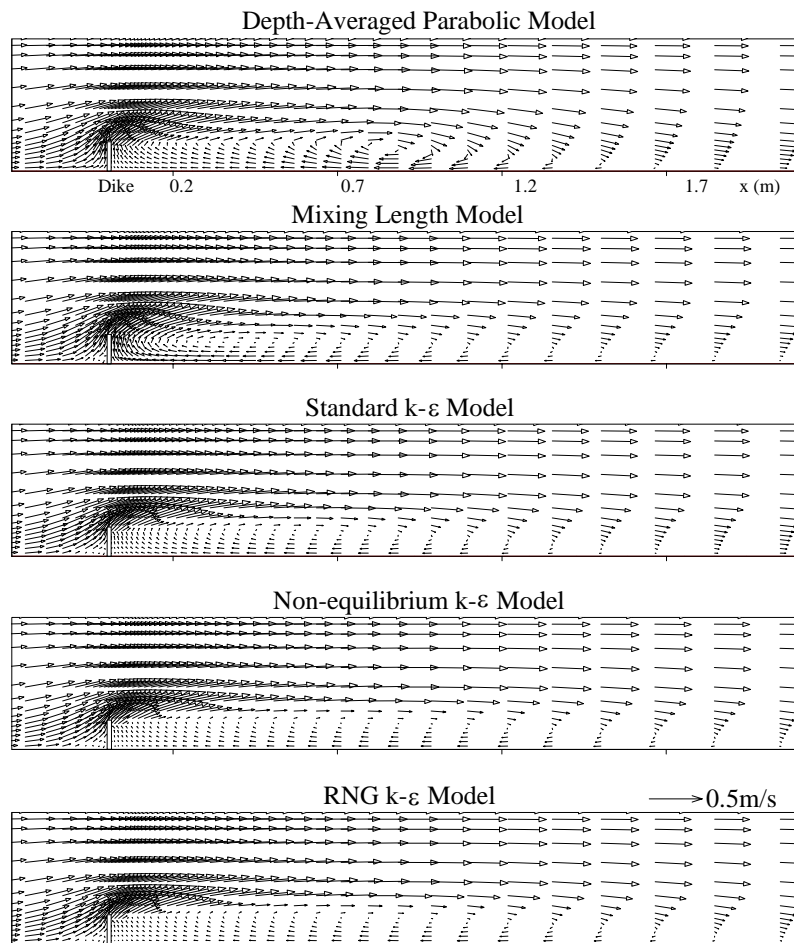 Depth-Averaged Parabolic Model
Dike 0.2 0.7 1.2 1.7 x (m)
Mixing Length Model
Standard k-ε Model
Non-equilibrium k-ε Model
RNG k-ε Model 0.5m/s